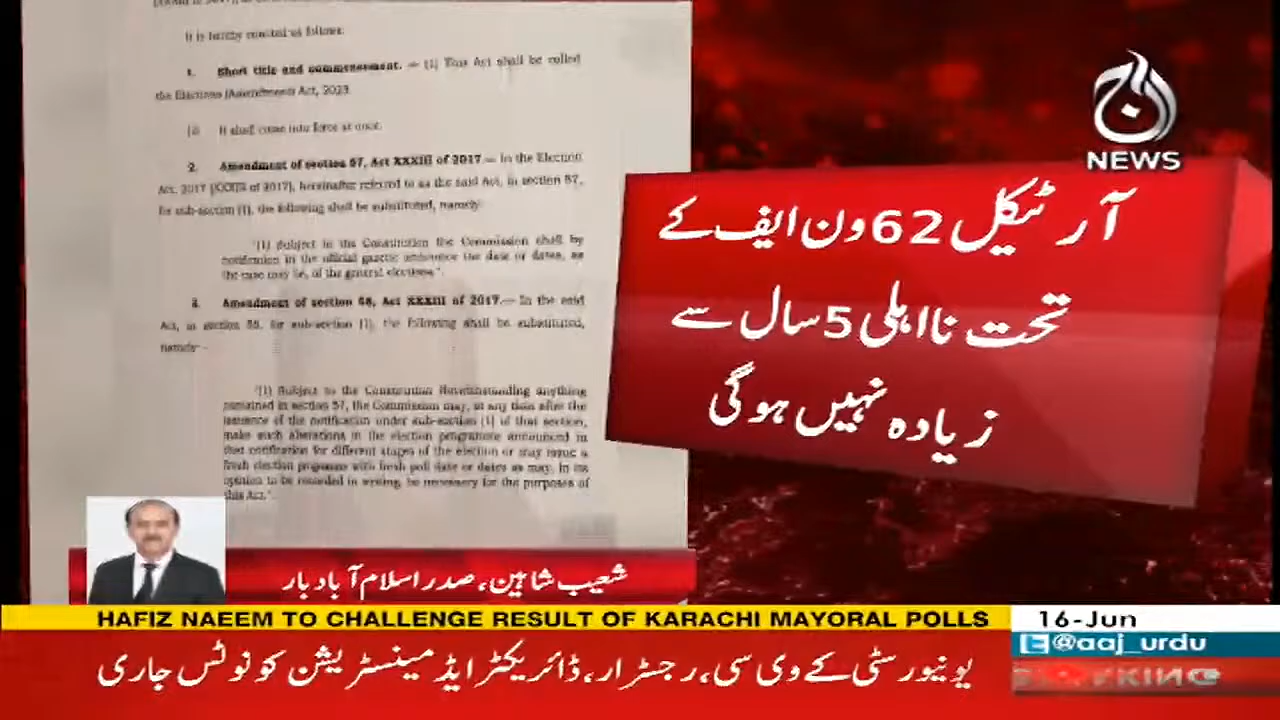 It is hereby enacted as follows:
1. Short title and commencement. — (1) This Act shall be called
the Elections (Amendment) Act, 2023.
It shall come into force at once.
2. Amendment of section 57, Act XXXIII of 2017.— In the Election
Act, 2017 (XXXIII of 2017), hereinafter referred to as the said Act, in section 57,
for sub-section (1), the following shall be substituted, namely
"(1) Subject to the Constitution the Commission shall by
notification in the official gazette announce the date or dates, as
the case may be, of the general elections.".
3. Amendment of section 58, Act XXXIII of 2017.— In the said
Act, in section 58, for sub-section (1), the following shall be substituted,
namely-
"(1) Subject to the Constitution Notwithstanding anything
contained in section 57, the Commission may, at any time after the
issuance of the notification under sub-section (1) of that section,
make such alterations in the election programme announced in
that notification for different stages of the election or may issue a
fresh election programme with fresh poll date or dates as may, in its
opinion to be recorded in writing, be necessary for the purposes of
this Act.".
آج
NEWS
آرٹیکل 62 ون ایف کے
تحت نااہلی 5 سال سے
زیادہ نہیں ہوگی
شعیب شاہین، صدر اسلام آباد بار
HAFIZ NAEEM TO CHALLENGE RESULT OF KARACHI MAYORAL POLLS
16-Jun
@aaj_urdu
یونیورسٹی کے وی سی، رجسٹرار، ڈائریکٹر ایڈمینسٹریشن کو نوٹس جاری